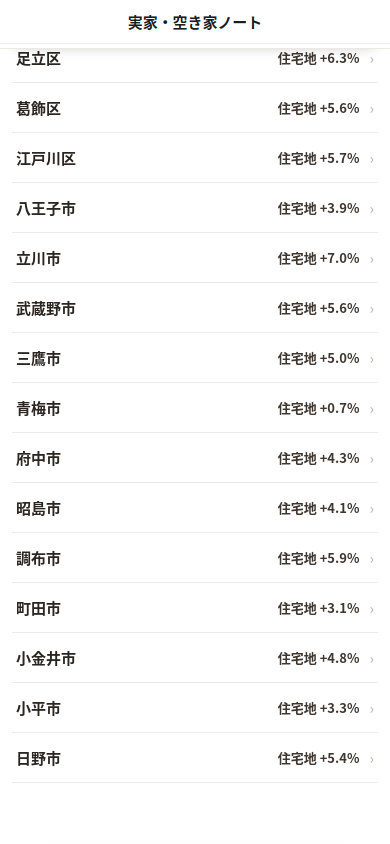 実家・空き家ノート
足立区 住宅地 +6.3% ›
葛飾区 住宅地 +5.6% ›
江戸川区 住宅地 +5.7% ›
八王子市 住宅地 +3.9% ›
立川市 住宅地 +7.0% ›
武蔵野市 住宅地 +5.6% ›
三鷹市 住宅地 +5.0% ›
青梅市 住宅地 +0.7% ›
府中市 住宅地 +4.3% ›
昭島市 住宅地 +4.1% ›
調布市 住宅地 +5.9% ›
町田市 住宅地 +3.1% ›
小金井市 住宅地 +4.8% ›
小平市 住宅地 +3.3% ›
日野市 住宅地 +5.4% ›